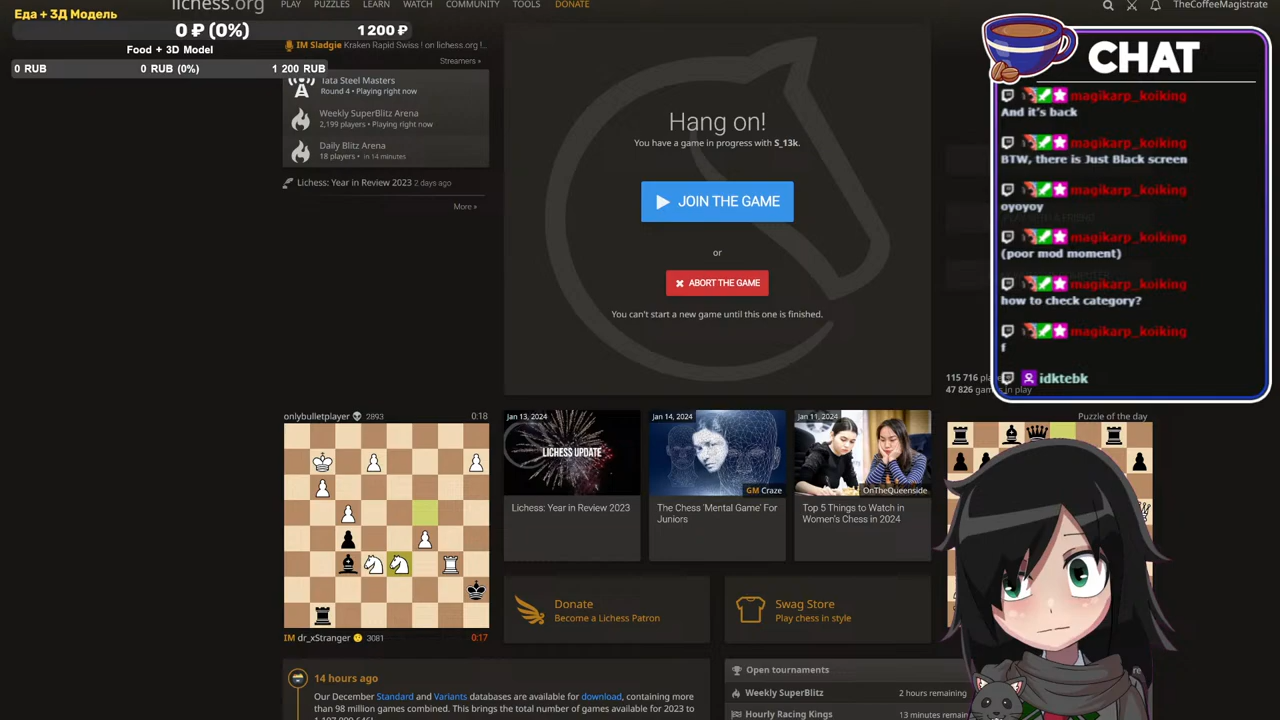 lichess.org
PLAY PUZZLES LEARN WATCH COMMUNITY TOOLS DONATE
TheCoffeeMagistrate
Еда + 3Д Модель
0 ₽ (0%) 1 200 ₽
Food + 3D Model
0 RUB 0 RUB (0%) 1 200 RUB
IM Sladgie Kraken Rapid Swiss ! on lichess.org !...
Streamers »
Tata Steel Masters
Round 4 • Playing right now
Weekly SuperBlitz Arena
2,199 players • Playing right now
Daily Blitz Arena
18 players • in 14 minutes
Lichess: Year in Review 2023 2 days ago
More »
Hang on!
You have a game in progress with S_13k.
JOIN THE GAME
or
ABORT THE GAME
You can't start a new game until this one is finished.
CHAT
magikarp_koiking
And it's back
magikarp_koiking
BTW, there is Just Black screen
magikarp_koiking
oyoyoy
magikarp_koiking
(poor mod moment)
magikarp_koiking
how to check category?
magikarp_koiking
f
idktebk
115 716
47 826 games in play
onlybulletplayer 2893 0:18
IM dr_xStranger 3081 0:17
Jan 13, 2024
LICHESS UPDATE
Lichess: Year in Review 2023
Jan 14, 2024
GM Craze
The Chess 'Mental Game' For
Juniors
Jan 11, 2024
OnTheQueenside
Top 5 Things to Watch in
Women's Chess in 2024
Puzzle of the day
Donate
Become a Lichess Patron
Swag Store
Play chess in style
14 hours ago
Our December Standard and Variants databases are available for download, containing more
than 98 million games combined. This brings the total number of games available for 2023 to
Open tournaments
Weekly SuperBlitz 2 hours remaining
Hourly Racing Kings 13 minutes remain